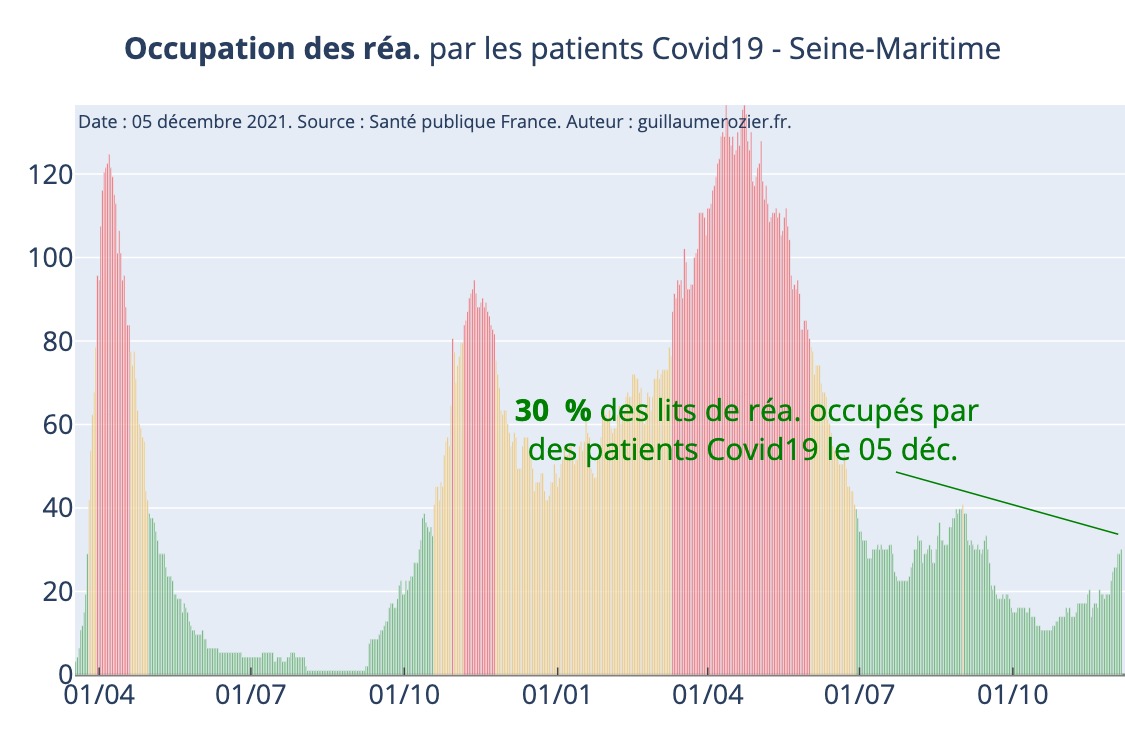 Occupation des réa. par les patients Covid19 - Seine-Maritime
Date : 05 décembre 2021. Source : Santé publique France. Auteur : guillaumerozier.fr.
120
100
80
60
40
20
0
30 % des lits de réa. occupés par
des patients Covid19 le 05 déc.
01/04 01/07 01/10 01/01 01/04 01/07 01/10